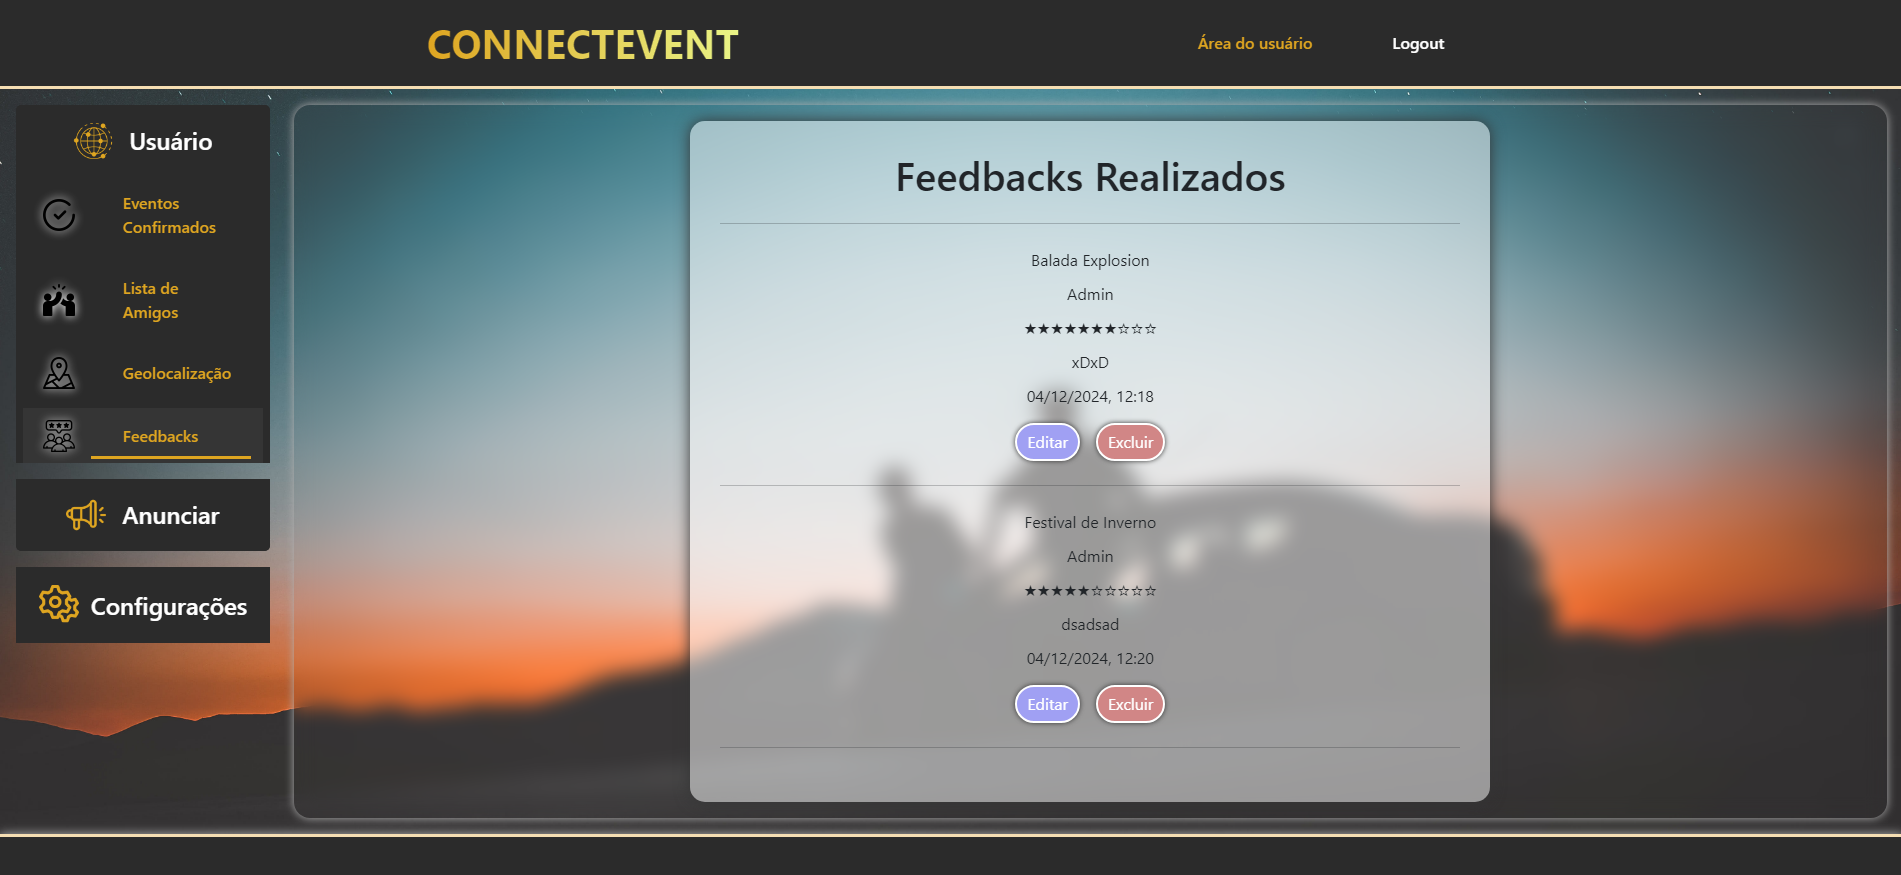 CONNECTEVENT
Área do usuário
Logout
Usuário
Eventos
Confirmados
Lista de
Amigos
Geolocalização
Feedbacks
Anunciar
Configurações
Feedbacks Realizados
Balada Explosion
Admin
★★★★★★★☆☆☆
xDxD
04/12/2024, 12:18
Editar
Excluir
Festival de Inverno
Admin
★★★★★☆☆☆☆☆
dsadsad
04/12/2024, 12:20
Editar
Excluir